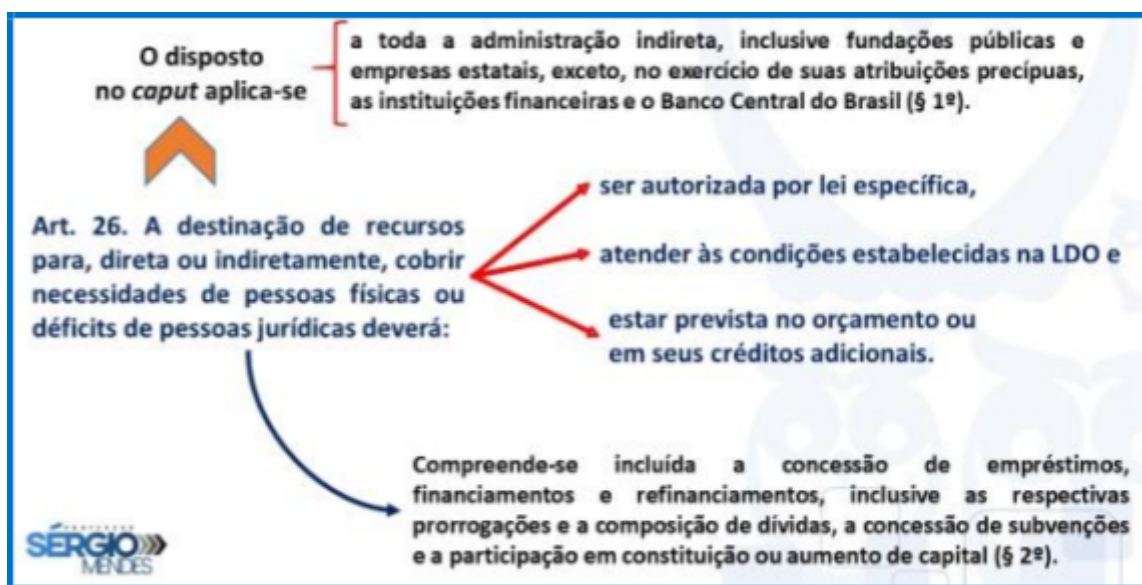 O disposto
no caput aplica-se
a toda a administração indireta, inclusive fundações públicas e
empresas estatais, exceto, no exercício de suas atribuições precípuas,
as instituições financeiras e o Banco Central do Brasil (§ 1º).
Art. 26. A destinação de recursos
para, direta ou indiretamente, cobrir
necessidades de pessoas físicas ou
déficits de pessoas jurídicas deverá:
ser autorizada por lei específica,
atender às condições estabelecidas na LDO e
estar prevista no orçamento ou
em seus créditos adicionais.
Compreende-se incluída a concessão de empréstimos,
financiamentos e refinanciamentos, inclusive as respectivas
prorrogações e a composição de dívidas, a concessão de subvenções
e a participação em constituição ou aumento de capital (§ 2º).
PROFESSOR
SÉRGIO
MENDES